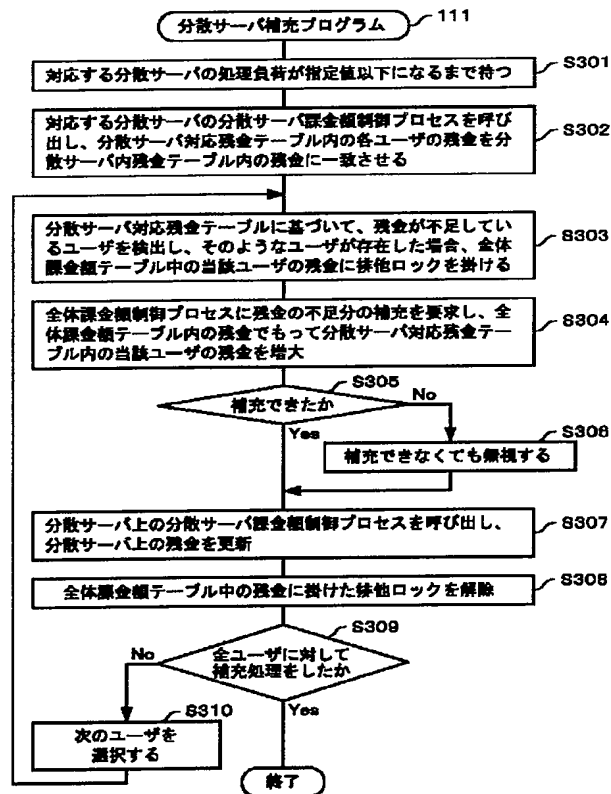 分散サーバ補充プログラム
111
対応する分散サーバの処理負荷が指定値以下になるまで待つ
S301
対応する分散サーバの分散サーバ課金額制御プロセスを呼び
出し、分散サーバ対応残金テーブル内の各ユーザの残金を分
散サーバ内残金テーブル内の残金に一致させる
S302
分散サーバ対応残金テーブルに基づいて、残金が不足してい
るユーザを検出し、そのようなユーザが存在した場合、全体
課金額テーブル中の当該ユーザの残金に排他ロックを掛ける
S303
全体課金額制御プロセスに残金の不足分の補充を要求し、全
体課金額テーブル内の残金でもって分散サーバ対応残金テー
ブル内の当該ユーザの残金を増大
S304
補充できたか
S305
No
Yes
補充できなくても無視する
S306
分散サーバ上の分散サーバ課金額制御プロセスを呼び出し、
分散サーバ上の残金を更新
S307
全体課金額テーブル中の残金に掛けた排他ロックを解除
S308
全ユーザに対して
補充処理をしたか
S309
No
Yes
次のユーザを
選択する
S310
終了